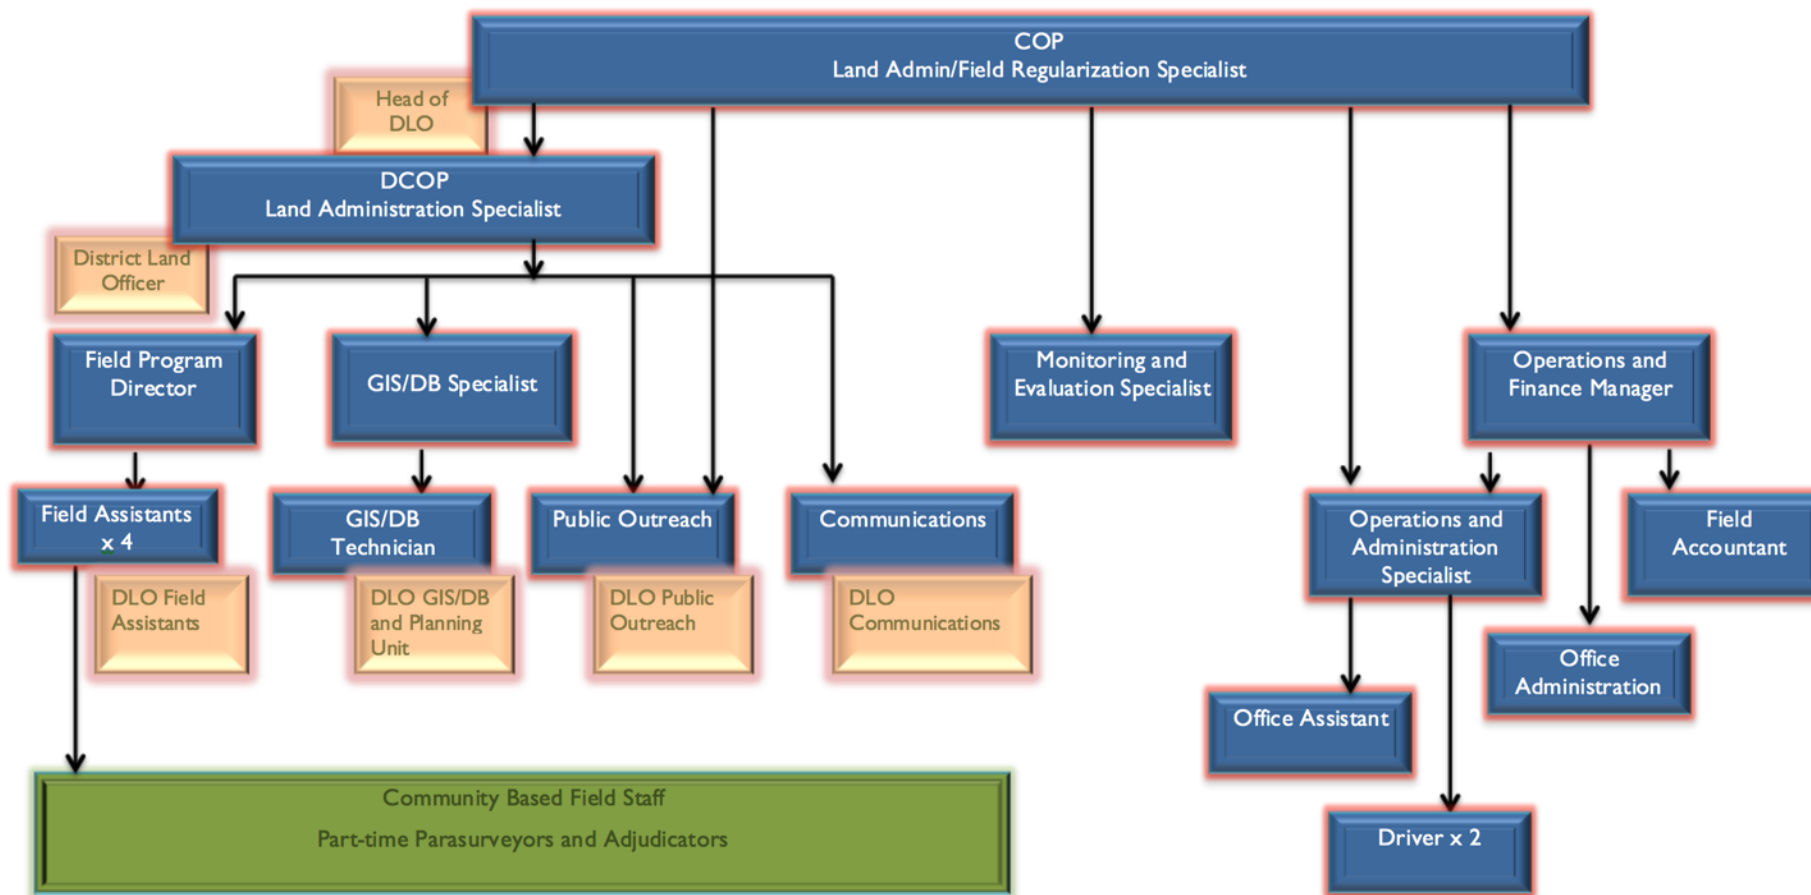 COP
Land Admin/Field Regularization Specialist
Head of
DLO
DCOP
Land Administration Specialist
District Land
Officer
Field Program
Director
GIS/DB Specialist
Monitoring and
Evaluation Specialist
Operations and
Finance Manager
Field Assistants
x 4
GIS/DB
Technician
Public Outreach
Communications
Operations and
Administration
Specialist
Field
Accountant
DLO Field
Assistants
DLO GIS/DB
and Planning
Unit
DLO Public
Outreach
DLO
Communications
Office
Administration
Office Assistant
Community Based Field Staff
Part-time Parasurveyors and Adjudicators
Driver x 2